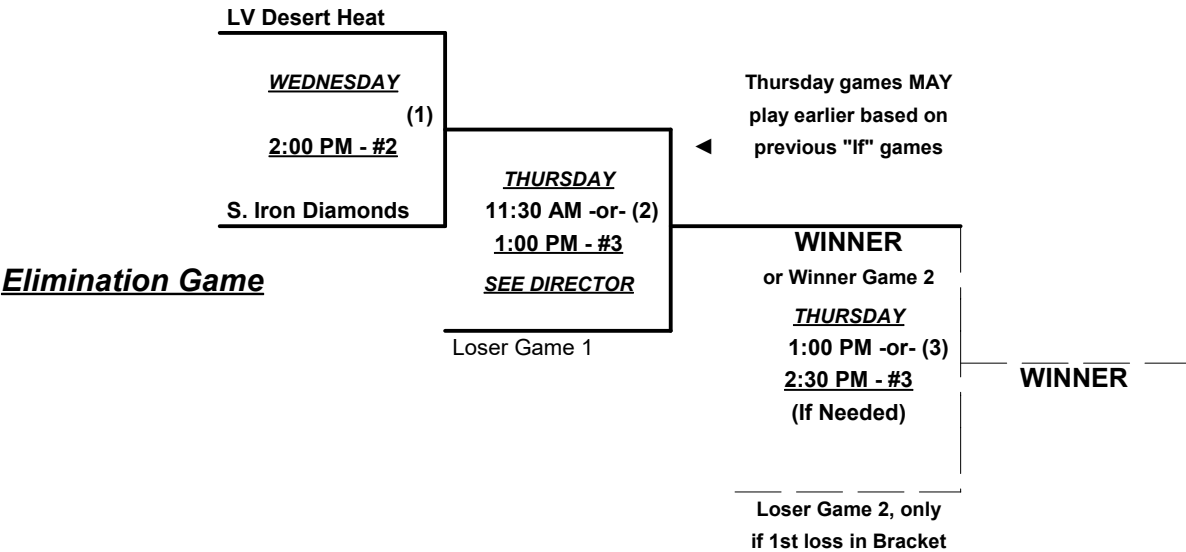 LV Desert Heat
WEDNESDAY
(1)
2:00 PM - #2
S. Iron Diamonds
Elimination Game
THURSDAY
11:30 AM -or- (2)
1:00 PM - #3
SEE DIRECTOR
Loser Game 1
Thursday games MAY
play earlier based on
◄ previous "If" games
WINNER
or Winner Game 2
THURSDAY
1:00 PM -or- (3)
2:30 PM - #3
(If Needed)
WINNER
Loser Game 2, only
if 1st loss in Bracket